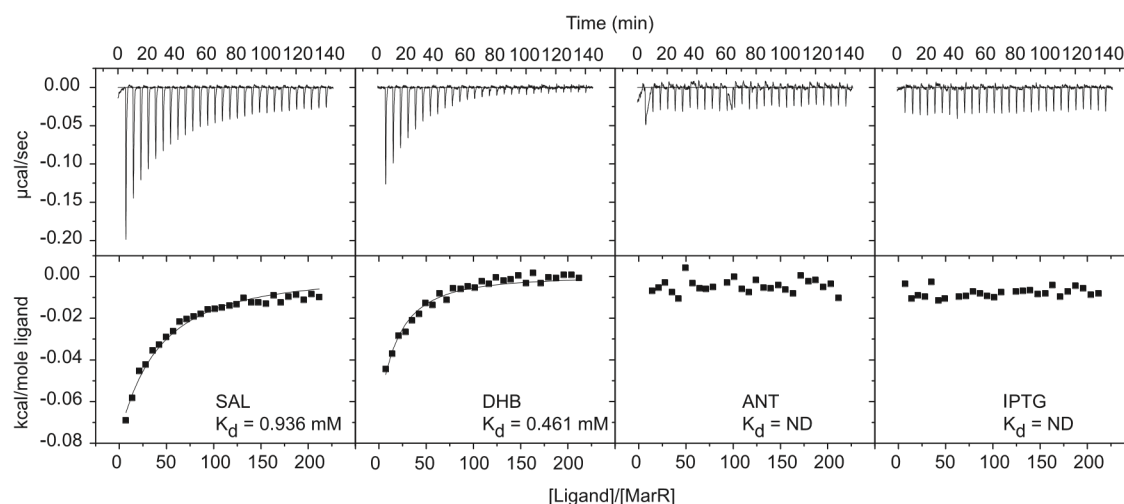 Time (min)
0 20 40 60 80 100 120 140 0 20 40 60 80 100 120 140 0 20 40 60 80 100 120 140 0 20 40 60 80 100 120 140
0.00
-0.05
-0.10
-0.15
-0.20
µcal/sec
0.00
-0.02
-0.04
-0.06
-0.08
kcal/mole ligand
SAL DHB ANT IPTG
Kd = 0.936 mM Kd = 0.461 mM Kd = ND Kd = ND
0 50 100 150 200 0 50 100 150 200 0 50 100 150 200 0 50 100 150 200
[Ligand]/[MarR]